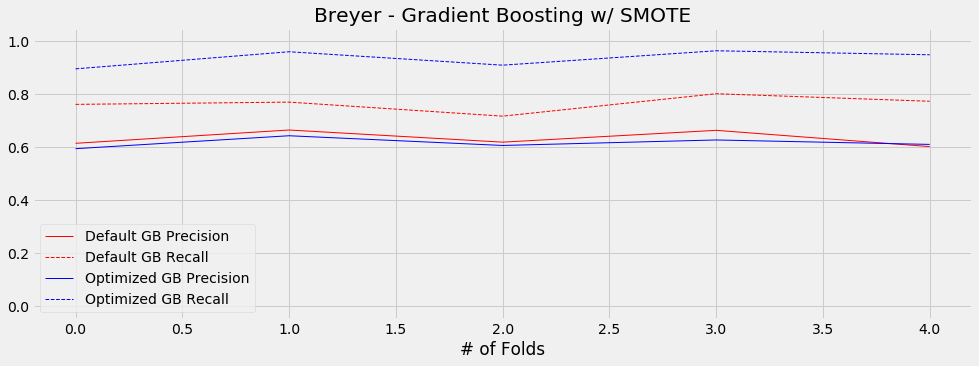 Breyer - Gradient Boosting w/ SMOTE
1.0
0.8
0.6
0.4
0.2
0.0
Default GB Precision
Default GB Recall
Optimized GB Precision
Optimized GB Recall
0.0 0.5 1.0 1.5 2.0 2.5 3.0 3.5 4.0
# of Folds